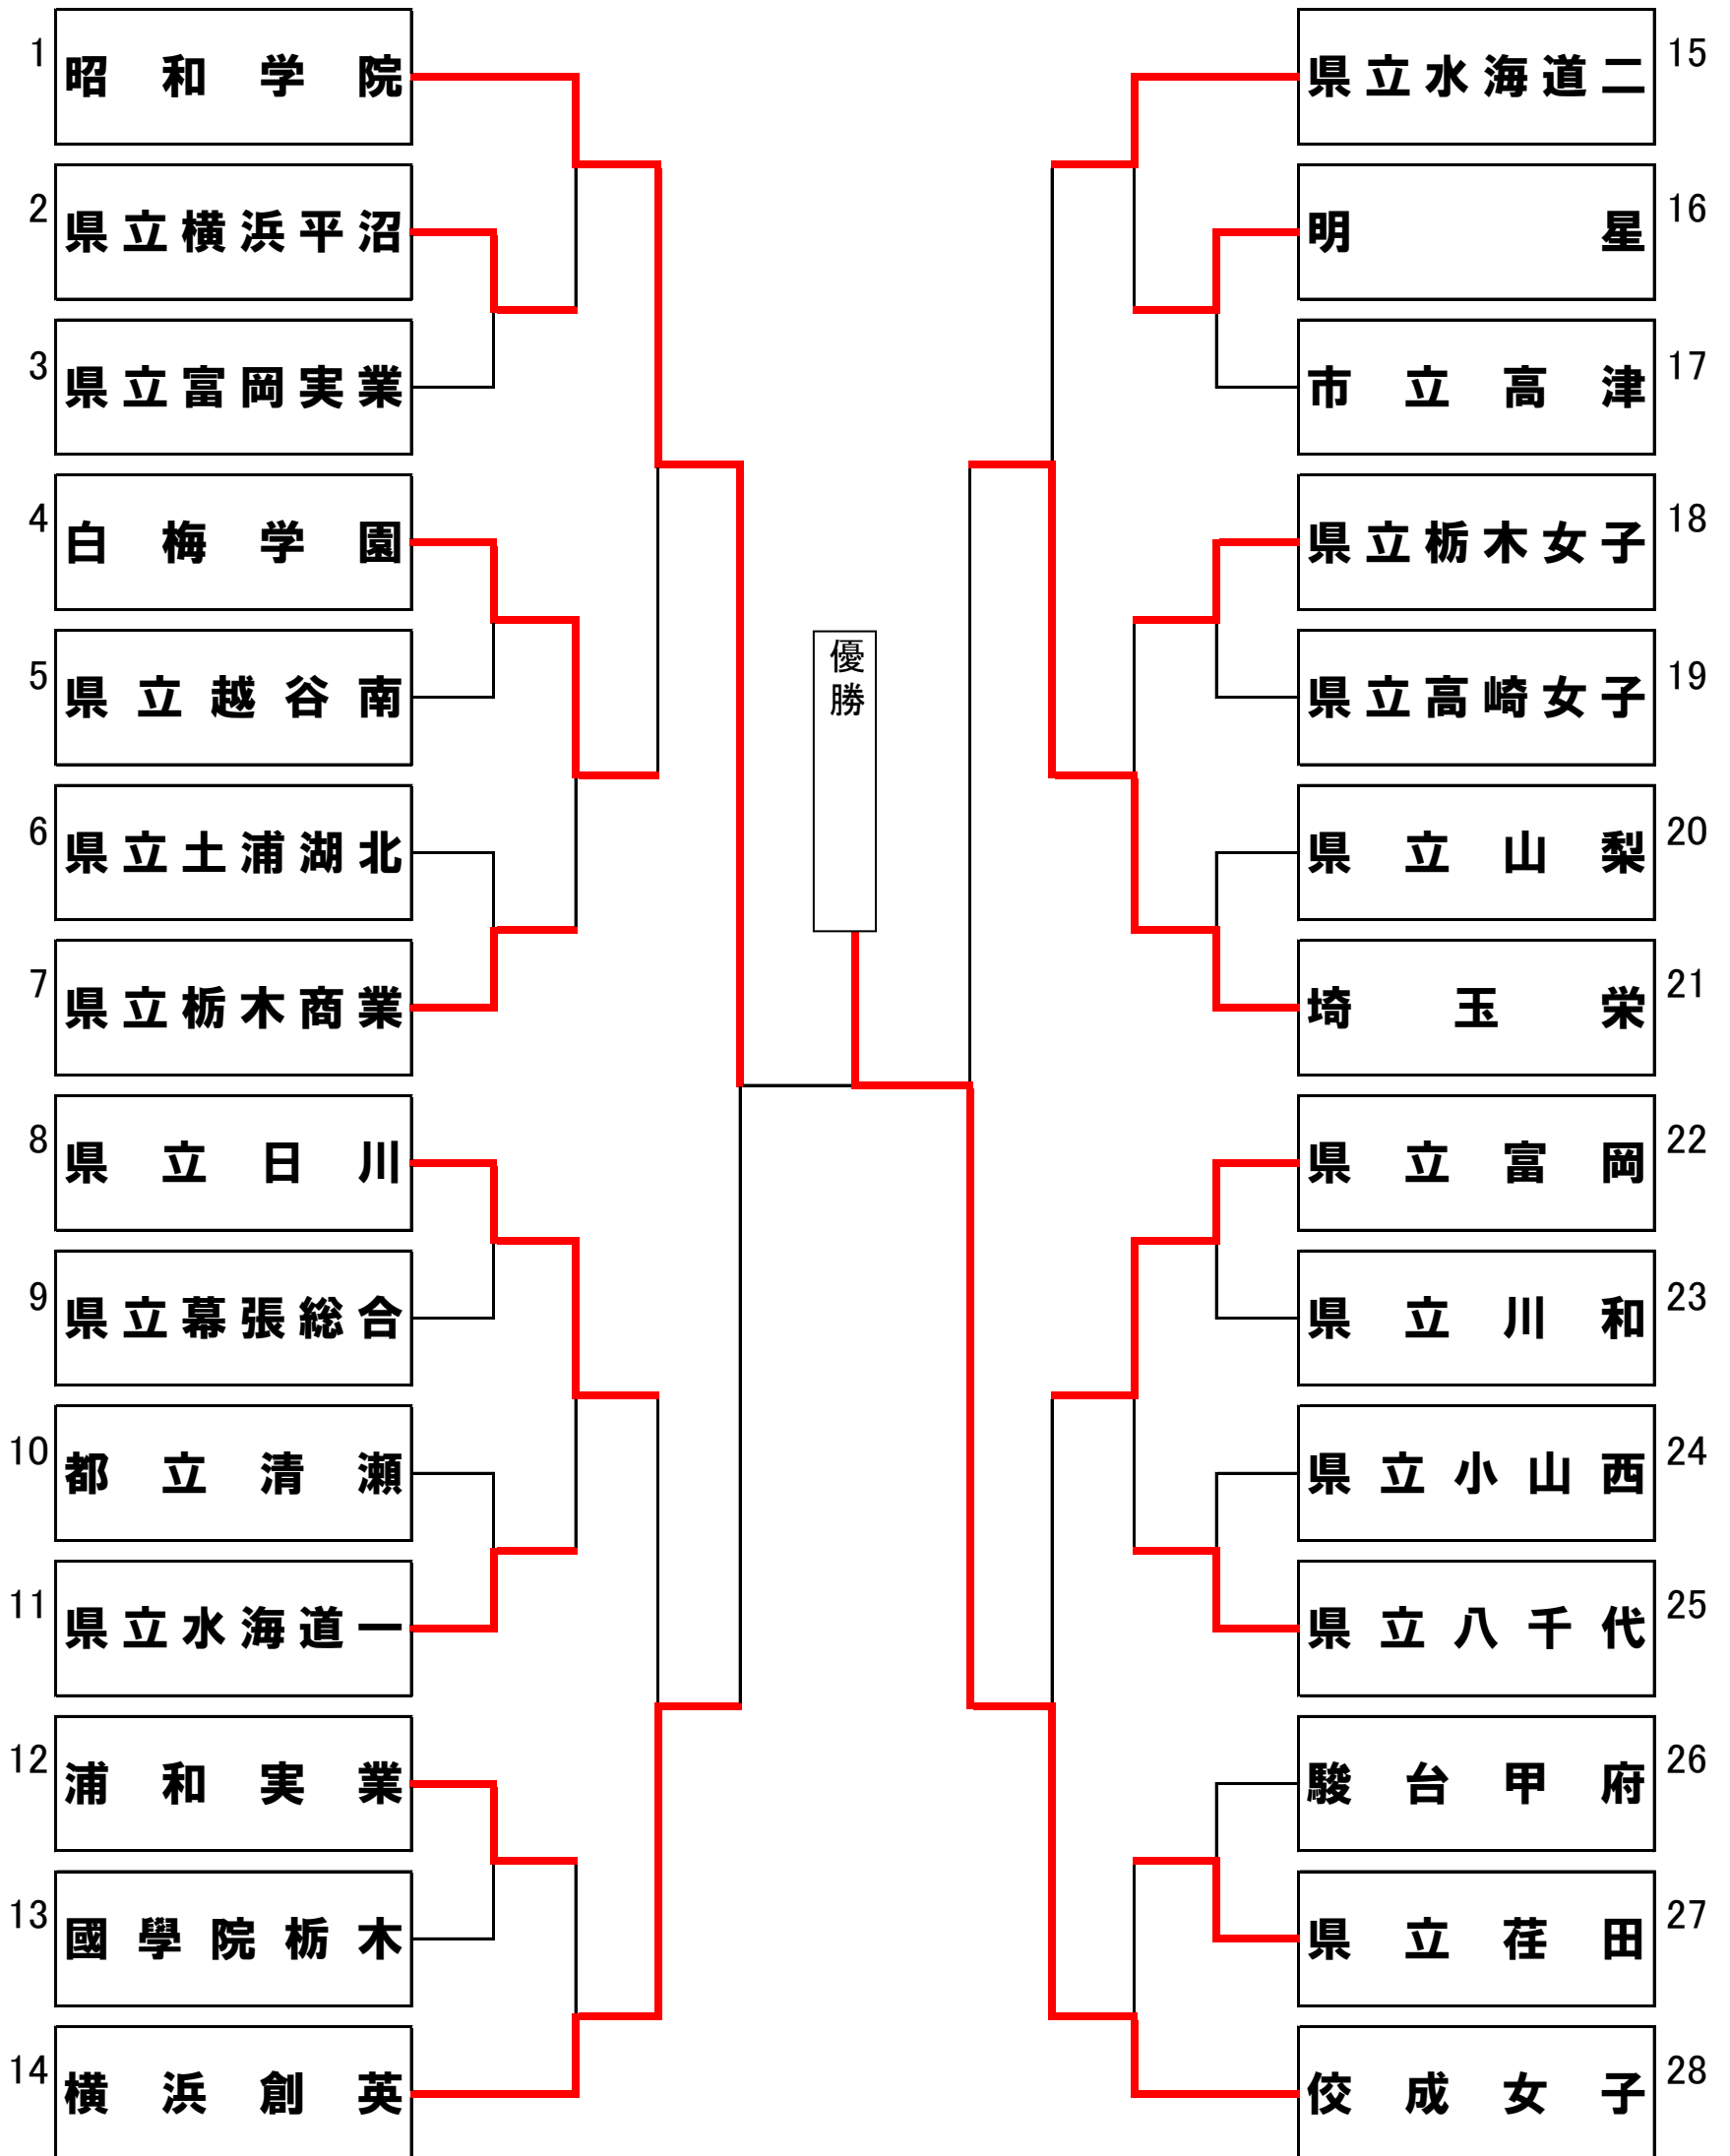 1 昭和学院
2 県立横浜平沼
3 県立富岡実業
4 白梅学園
5 県立越谷南
6 県立土浦湖北
7 県立栃木商業
8 県立日川
9 県立幕張総合
10 都立清瀬
11 県立水海道一
12 浦和実業
13 國學院栃木
14 横浜創英
優勝
県立水海道二 15
明星 16
市立高津 17
県立栃木女子 18
県立高崎女子 19
県立山梨 20
埼玉栄 21
県立富岡 22
県立川和 23
県立小山西 24
県立八千代 25
駿台甲府 26
県立荏田 27
佼成女子 28